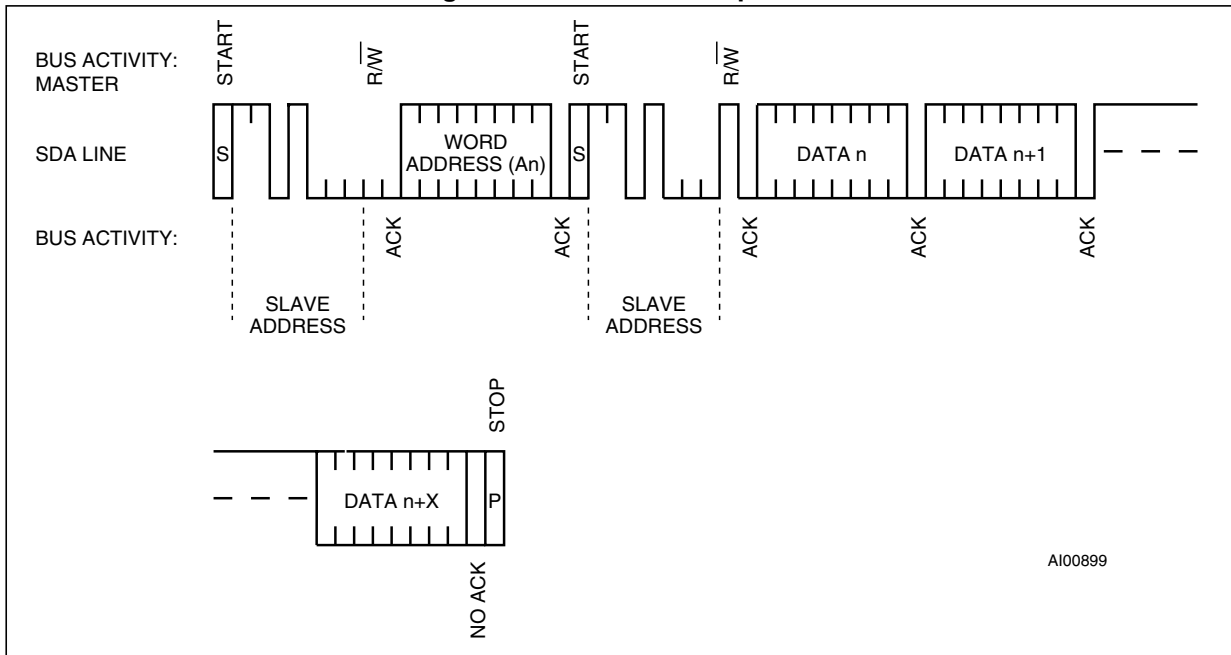 BUS ACTIVITY:
MASTER
START
R/W
START
R/W
SDA LINE
S
WORD
ADDRESS (An)
S
DATA n
DATA n+1
BUS ACTIVITY:
ACK
ACK
ACK
ACK
ACK
SLAVE
ADDRESS
SLAVE
ADDRESS
STOP
DATA n+X
P
NO ACK
AI00899